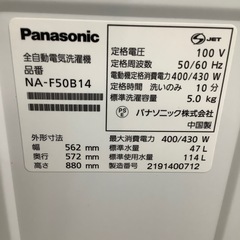 Panasonic
全自動電気洗濯機
品番
NA-F50B14
外形寸法
幅 562 mm
奥行 572 mm
高さ 880 mm
S JET
定格電圧 100 V
定格周波数 50/60 Hz
電動機定格消費電力 400/430 W
定格時間 洗いのみ 10 分
標準洗濯容量 5.0 kg
パナソニック株式会社
中国製
最大消費電力 400/430 W
標準水量 47 L
標準使用水量 114 L
製造番号 2191400712